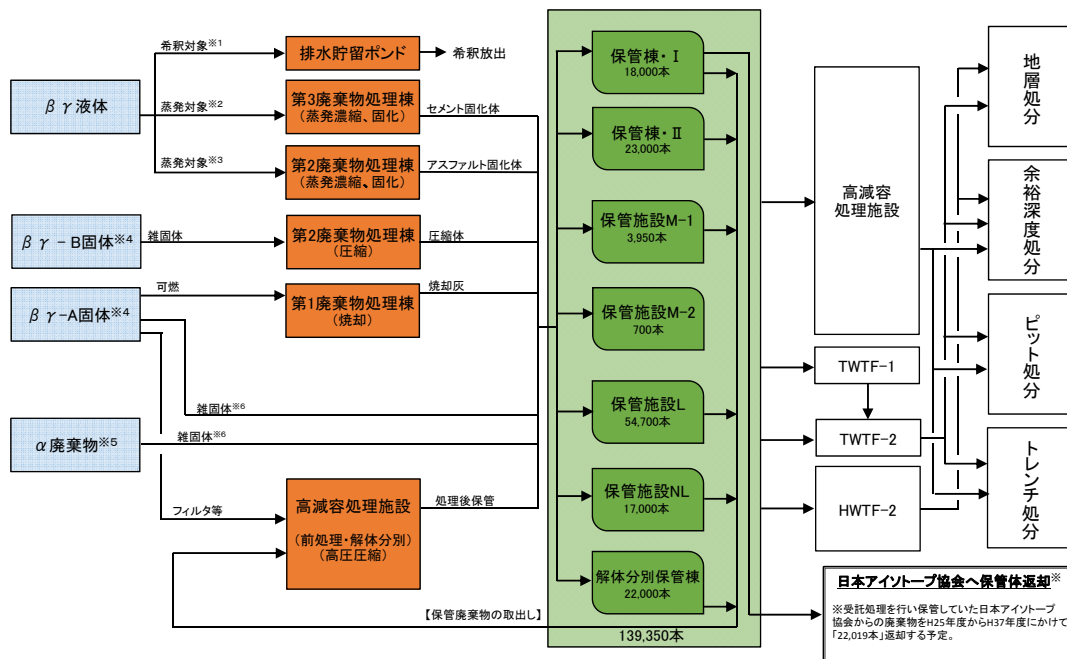 βγ液体
βγ-B固体※4
βγ-A固体※4
α廃棄物※5
希釈対象※1
蒸発対象※2
蒸発対象※3
雑固体
可燃
雑固体※6
雑固体※6
フィルタ等
排水貯留ポンド
希釈放出
第3廃棄物処理棟
(蒸発濃縮、固化)
セメント固化体
第2廃棄物処理棟
(蒸発濃縮、固化)
アスファルト固化体
第2廃棄物処理棟
(圧縮)
圧縮体
第1廃棄物処理棟
(焼却)
焼却灰
高減容処理施設
(前処理・解体分別)
(高圧圧縮)
処理後保管
【保管廃棄物の取出し】
保管棟・Ⅰ
18,000本
保管棟・Ⅱ
23,000本
保管施設M-1
3,950本
保管施設M-2
700本
保管施設L
54,700本
保管施設NL
17,000本
解体分別保管棟
22,000本
139,350本
高減容
処理施設
TWTF-1
TWTF-2
HWTF-2
地層処分
余裕深度処分
ピット処分
トレンチ処分
日本アイソトープ協会へ保管体返却※
※受託処理を行い保管していた日本アイソトープ
協会からの廃棄物をH25年度からH37年度にかけて
「22,019本」返却する予定。